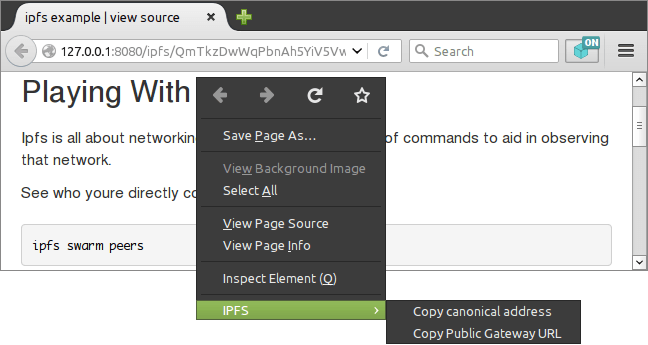 ipfs example | view source
127.0.0.1:8080/ipfs/QmTkzDwWqPbnAh5YiV5Vw
Search
ON
Playing With
Save Page As...
Ipfs is all about networkin of commands to aid in observing
that network.
View Background Image
Select All
See who youre directly co
View Page Source
View Page Info
ipfs swarm peers
Inspect Element (Q)
IPFS
Copy canonical address
Copy Public Gateway URL